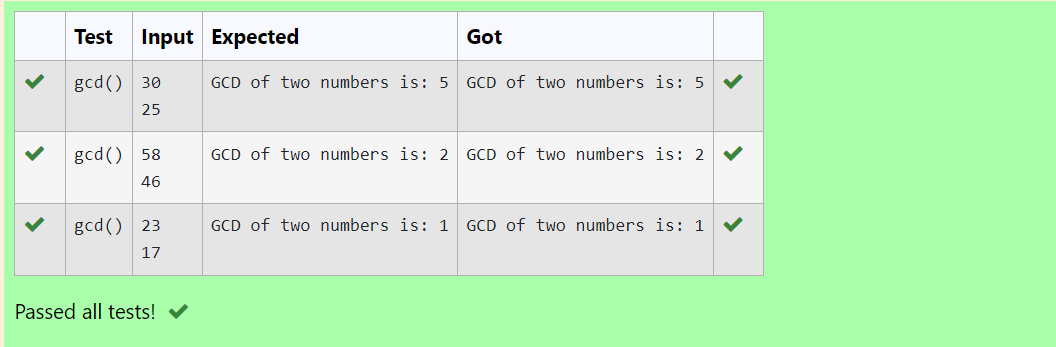 Test Input Expected Got
gcd() 30 GCD of two numbers is: 5 GCD of two numbers is: 5
25
gcd() 58 GCD of two numbers is: 2 GCD of two numbers is: 2
46
gcd() 23 GCD of two numbers is: 1 GCD of two numbers is: 1
17
Passed all tests!